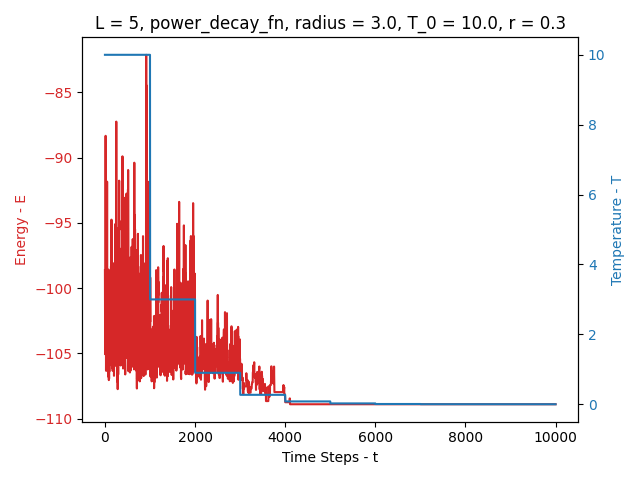 L = 5, power_decay_fn, radius = 3.0, T_0 = 10.0, r = 0.3
Energy - E
−85
−90
−95
−100
−105
−110
10
8
6
4
2
0
Temperature - T
0 2000 4000 6000 8000 10000
Time Steps - t